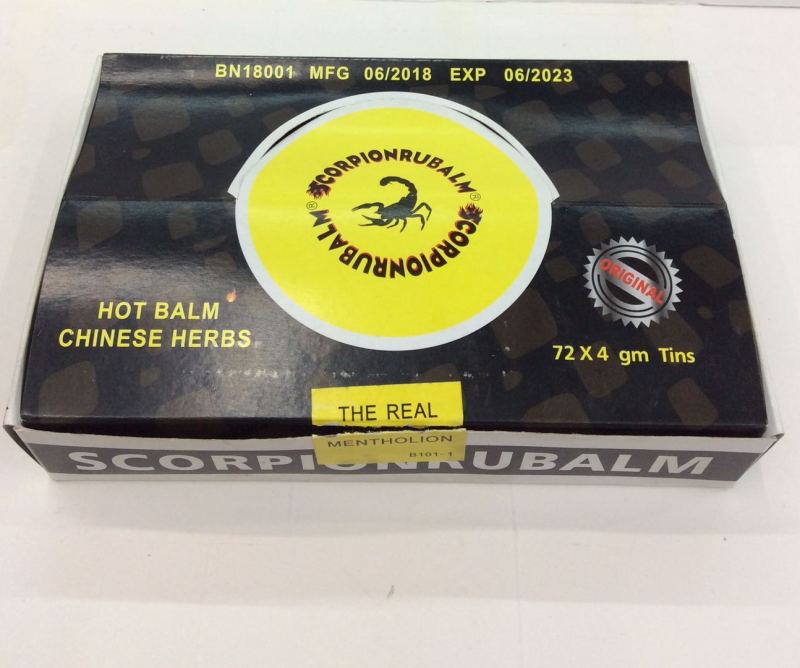 BN18001 MFG 06/2018 EXP 06/2023
SCORPIONRUBALM®
SCORPIONRUBALM®
ORIGINAL
HOT BALM
CHINESE HERBS
72 X 4 gm Tins
THE REAL
MENTHOLION
B101-1
SCORPIONRUBALM